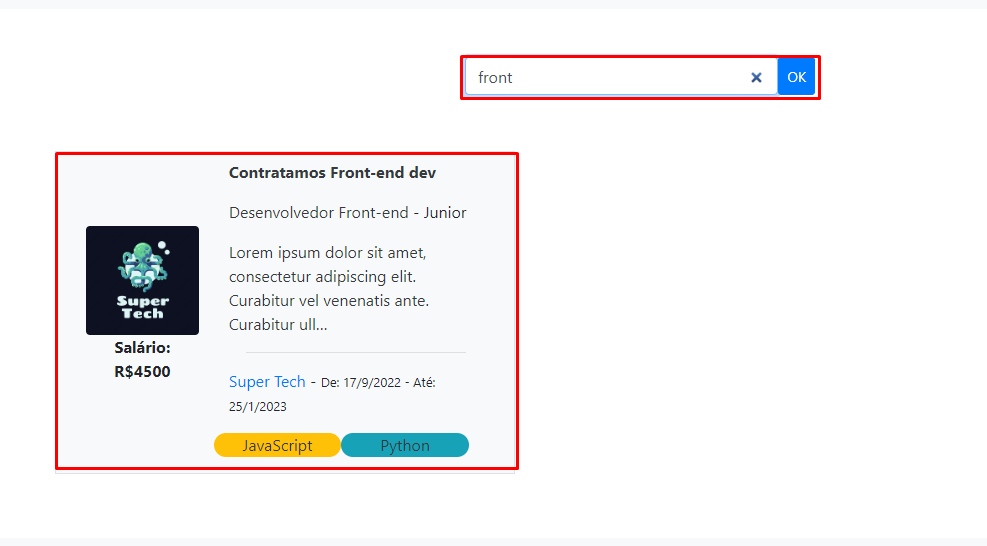 front
OK
Contratamos Front-end dev
Desenvolvedor Front-end - Junior
Lorem ipsum dolor sit amet,
consectetur adipiscing elit.
Curabitur vel venenatis ante.
Curabitur ull...
Super
Tech
Salário:
R$4500
Super Tech - De: 17/9/2022 - Até:
25/1/2023
JavaScript
Python